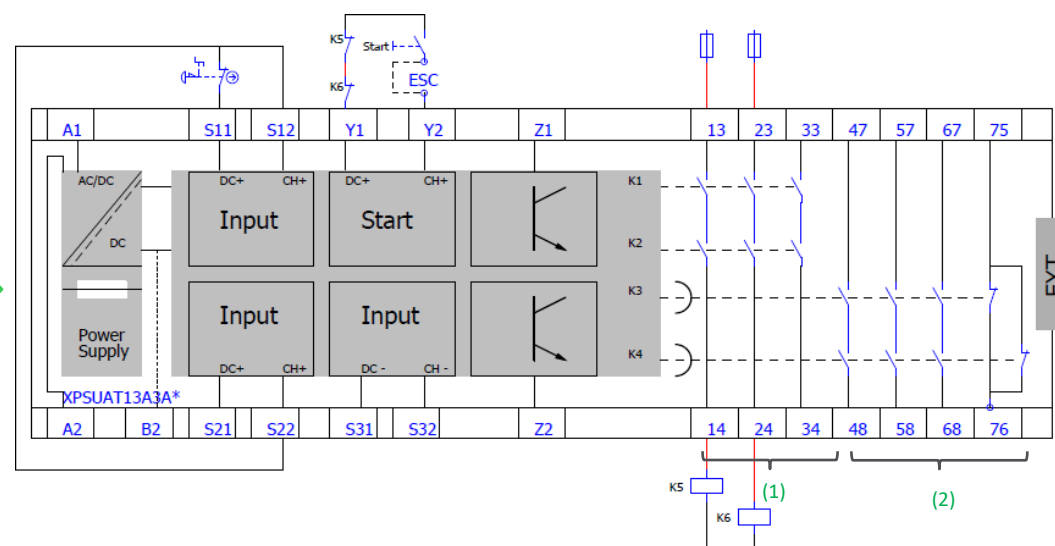 K5
Start
K6
ESC
A1
S11
S12
Y1
Y2
Z1
13
23
33
47
57
67
75
AC/DC
DC
DC+
CH+
DC+
CH+
Input
Start
K1
K2
K3
K4
Input
Input
Power
Supply
DC+
CH+
DC -
CH -
EXT
XPSUAT13A3A*
A2
B2
S21
S22
S31
S32
Z2
14
24
34
48
58
68
76
K5
K6
(1)
(2)